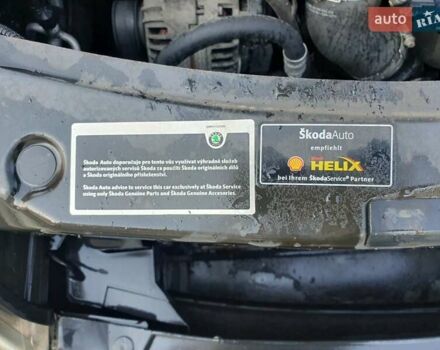 auto RIA
Škoda Auto doporučuje pro tento vůz využívat výhradně služeb
autorizovaných servisů Škoda za použití Škoda originálních dílů
a Škoda originálního příslušenství.
Škoda Auto advise to service this car exclusively at Škoda Service
using only Škoda Genuine Parts and Škoda Genuine Accesories.
ŠkodaAuto
empfiehlt
HELIX
bei Ihrem ŠkodaService® Partner